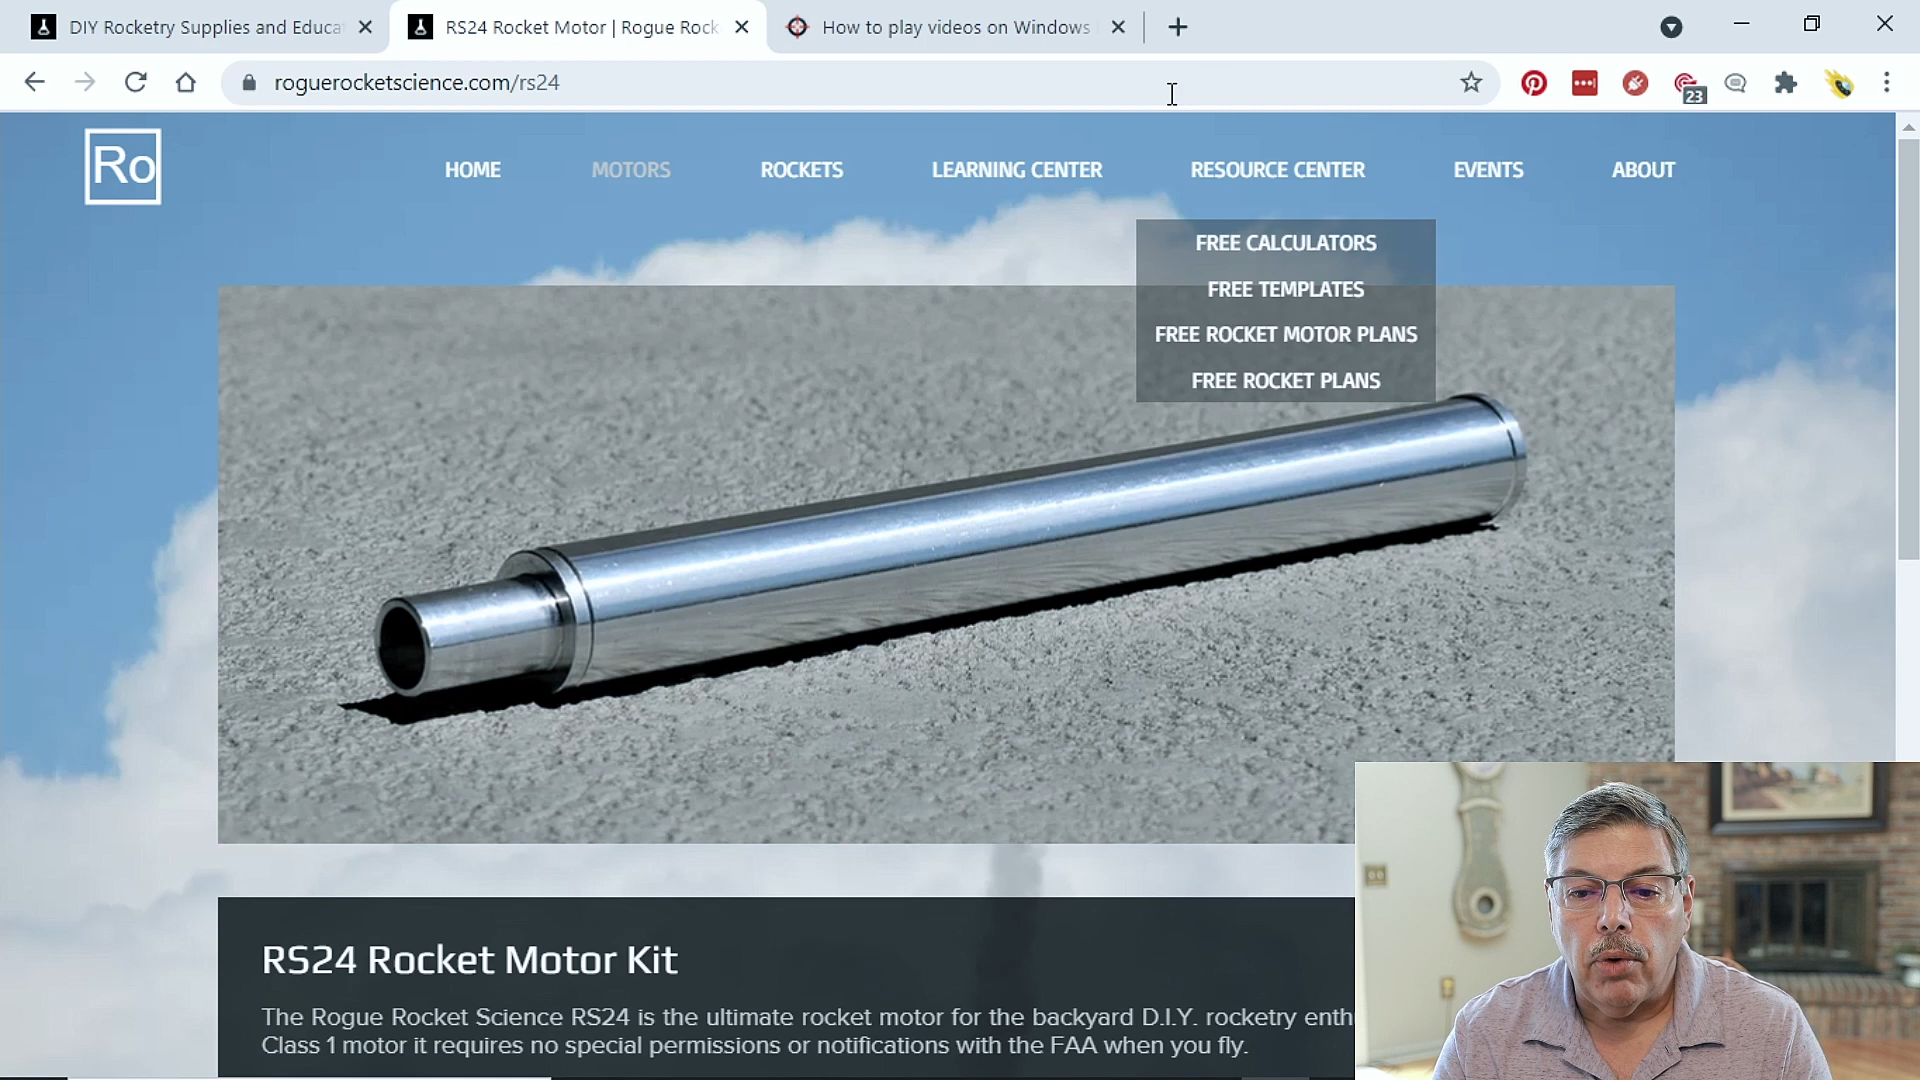 DIY Rocketry Supplies and Educat
RS24 Rocket Motor | Rogue Rock
How to play videos on Windows
roguerocketscience.com/rs24
23
Ro
HOME
MOTORS
ROCKETS
LEARNING CENTER
RESOURCE CENTER
EVENTS
ABOUT
FREE CALCULATORS
FREE TEMPLATES
FREE ROCKET MOTOR PLANS
FREE ROCKET PLANS
RS24 Rocket Motor Kit
The Rogue Rocket Science RS24 is the ultimate rocket motor for the backyard D.I.Y. rocketry enth
Class 1 motor it requires no special permissions or notifications with the FAA when you fly.